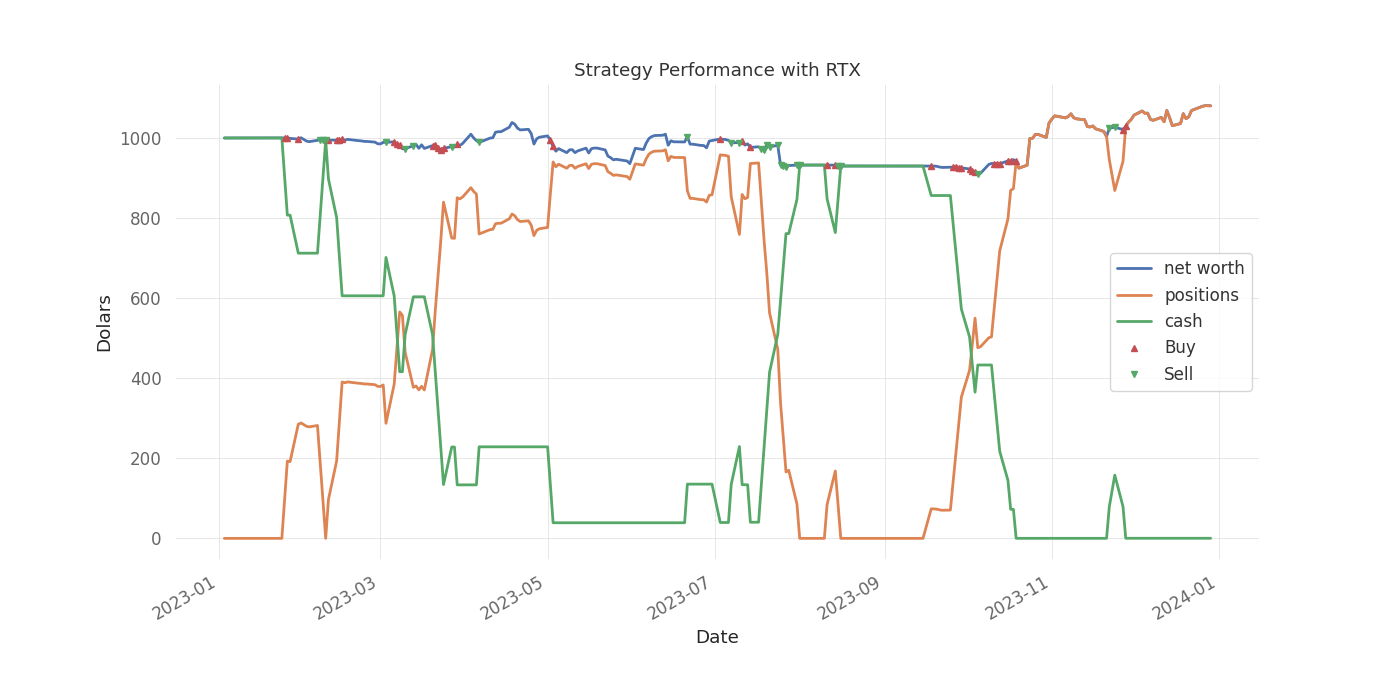 Strategy Performance with RTX
1000
800
600
400
200
0
Dolars
net worth
positions
cash
Buy
Sell
2023-01
2023-03
2023-05
2023-07
2023-09
2023-11
2024-01
Date